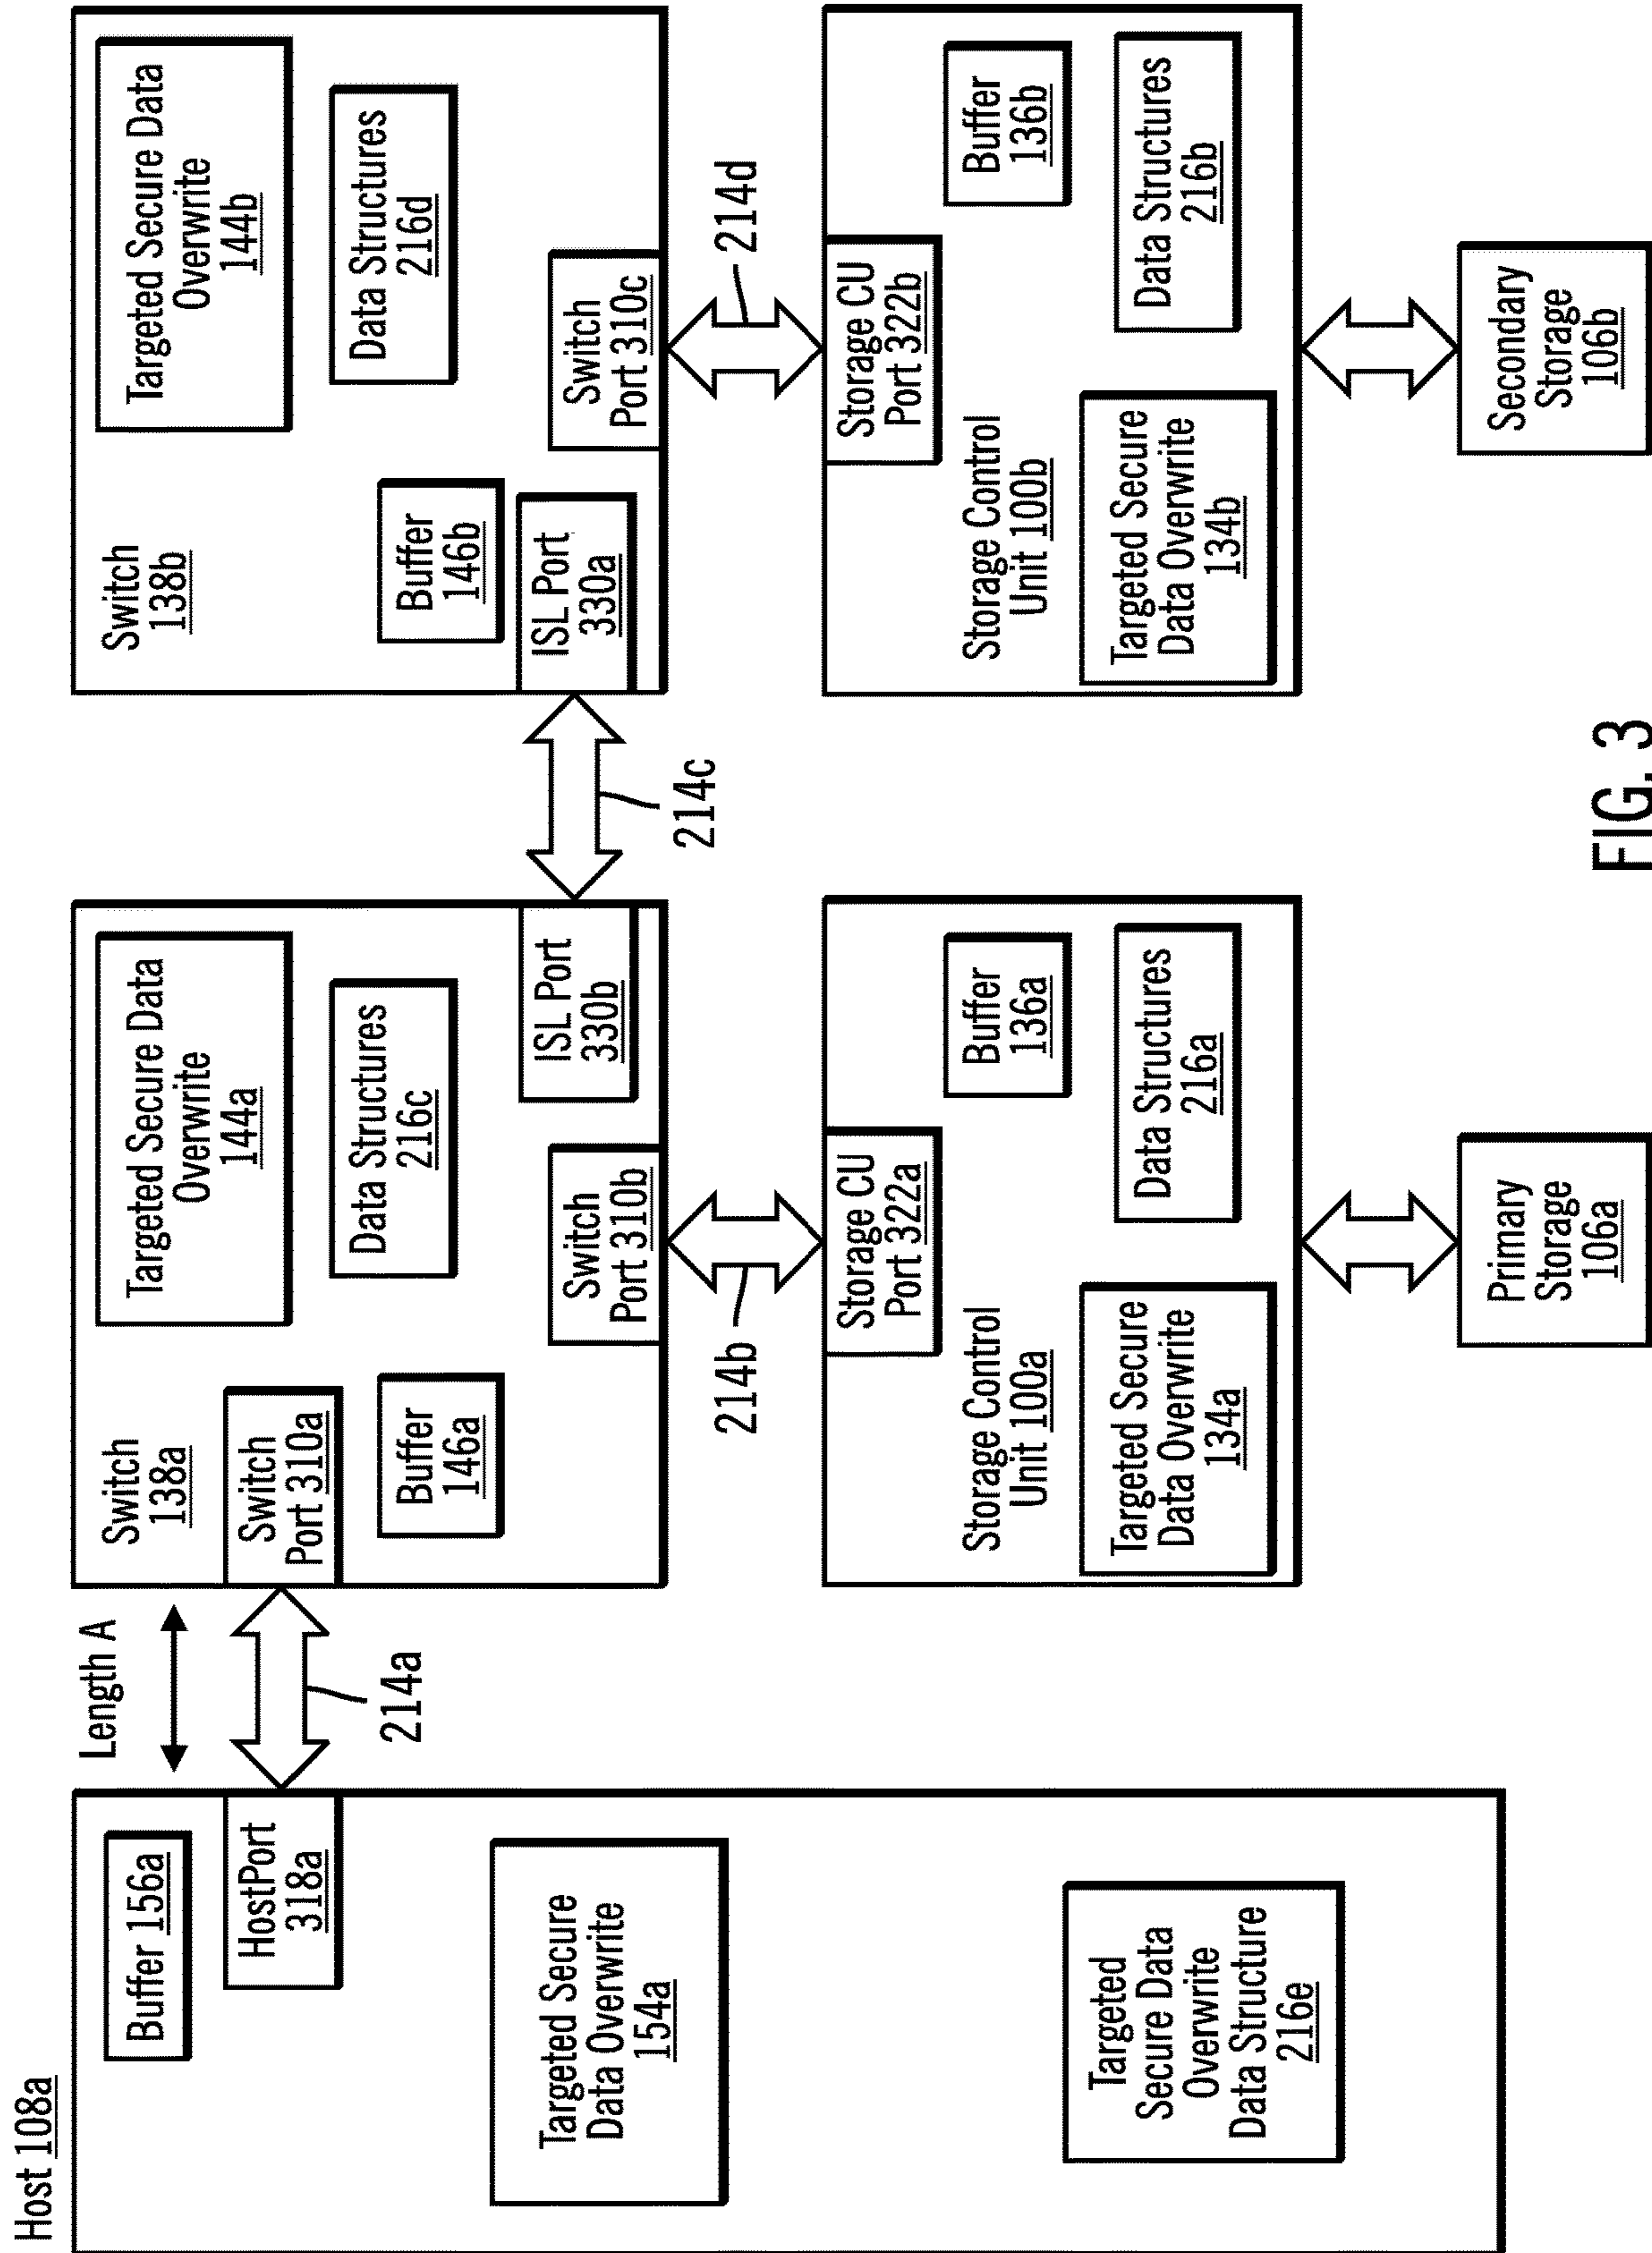 Host 108a
Buffer 156a
HostPort
318a
Targeted Secure
Data Overwrite
154a
Targeted
Secure Data
Overwrite
Data Structure
216e
Length A
214a
Switch
138a
Switch
Port 310a
Buffer
146a
Targeted Secure Data
Overwrite
144a
Data Structures
216c
Switch
Port 310b
ISL Port
330b
214b
214c
Switch
138b
Buffer
146b
ISL Port
330a
Targeted Secure Data
Overwrite
144b
Data Structures
216d
Switch
Port 310c
214d
Storage CU
Port 322a
Storage Control
Unit 100a
Buffer
136a
Targeted Secure
Data Overwrite
134a
Data Structures
216a
Primary
Storage
106a
Storage CU
Port 322b
Storage Control
Unit 100b
Buffer
136b
Targeted Secure
Data Overwrite
134b
Data Structures
216b
Secondary
Storage
106b
FIG. 3